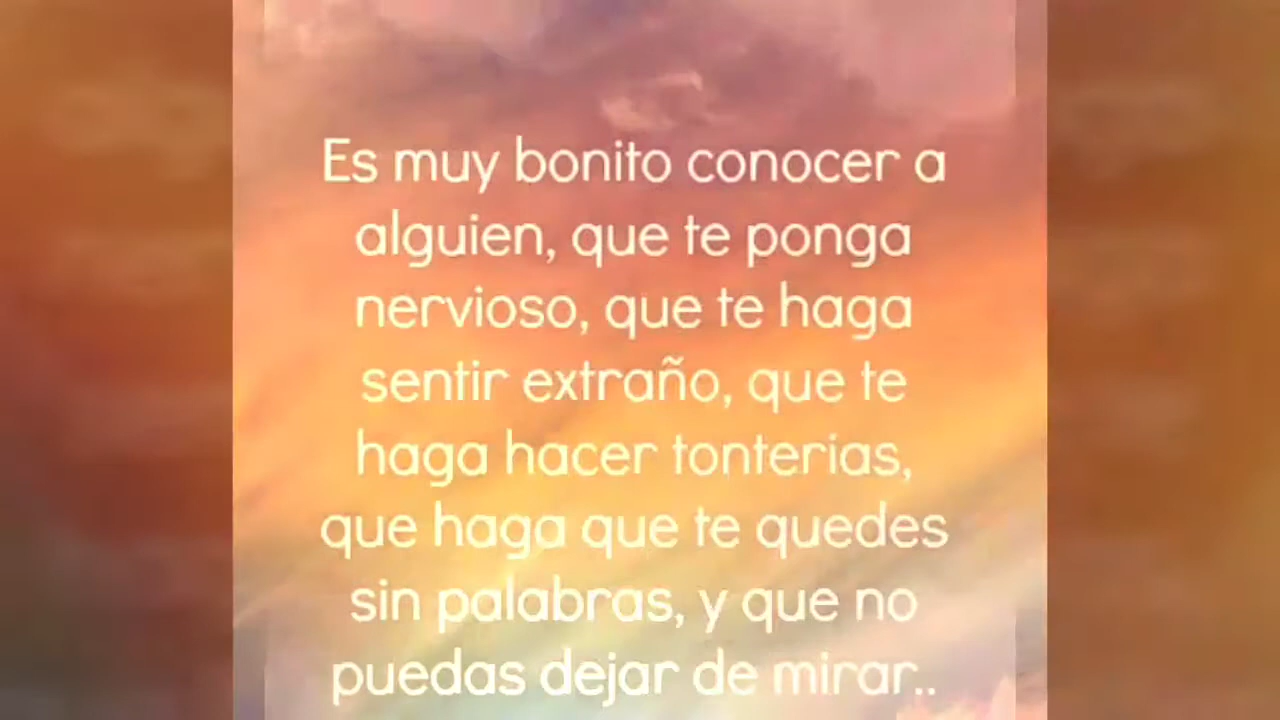 Es muy bonito conocer a
alguien, que te ponga
nervioso, que te haga
sentir extraño, que te
haga hacer tonterias,
que haga que te quedes
sin palabras, y que no
puedas dejar de mirar..